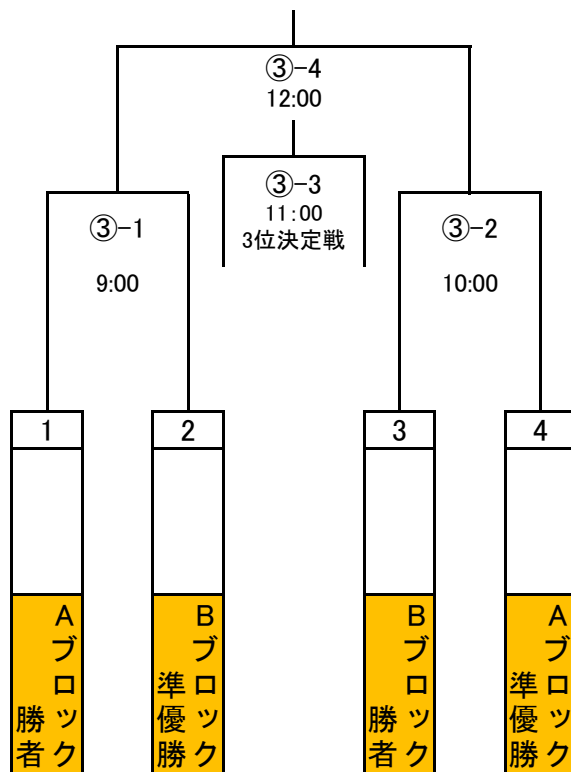 ③-4
12:00
③-3
11:00
3位決定戦
③-1
9:00
③-2
10:00
1
2
3
4
Aブロック
勝者
Bブロック
準優勝
Bブロック
勝者
Aブロック
準優勝